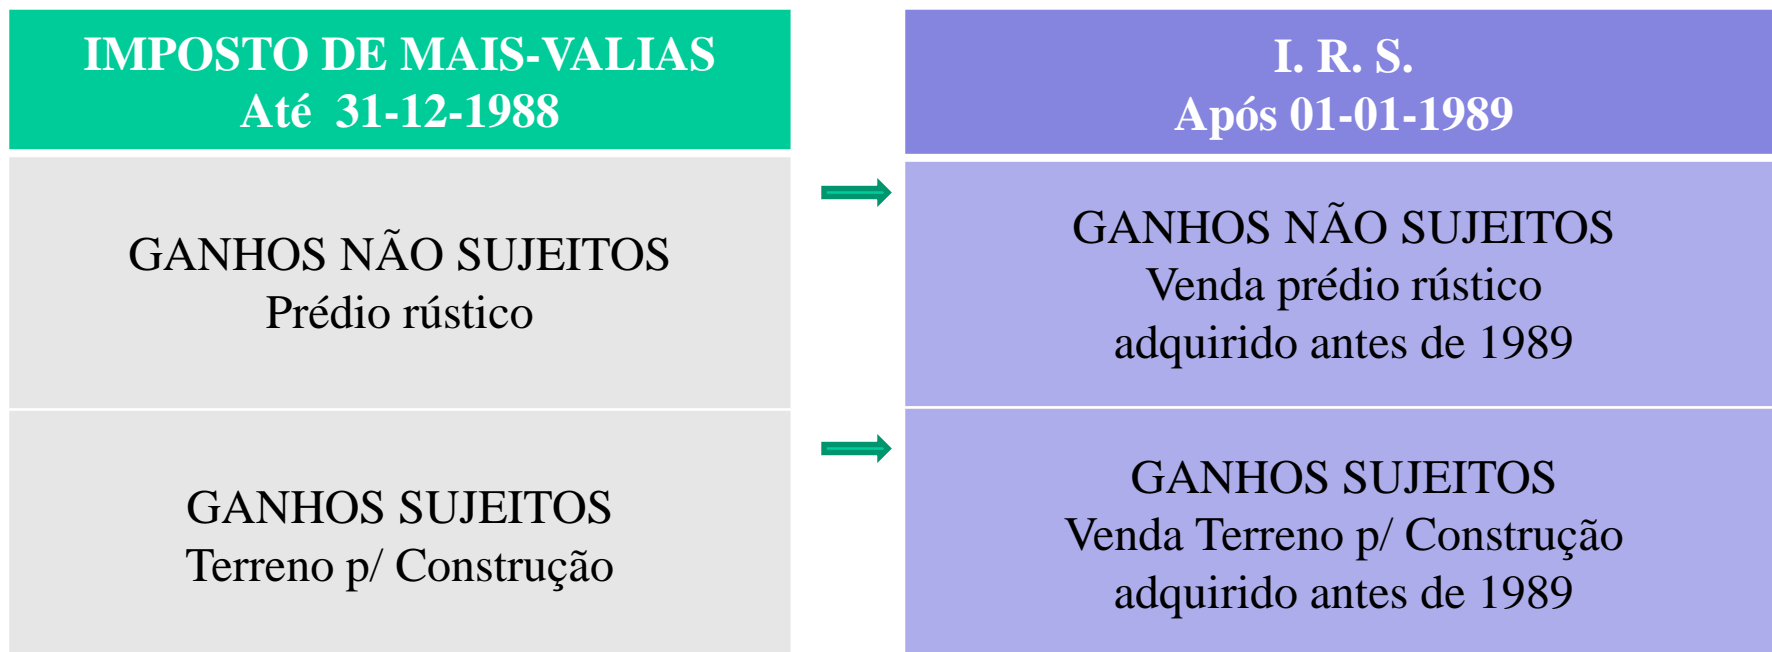 IMPOSTO DE MAIS-VALIAS
Até 31-12-1988
I. R. S.
Após 01-01-1989
GANHOS NÃO SUJEITOS
Prédio rústico
GANHOS NÃO SUJEITOS
Venda prédio rústico
adquirido antes de 1989
GANHOS SUJEITOS
Terreno p/ Construção
GANHOS SUJEITOS
Venda Terreno p/ Construção
adquirido antes de 1989